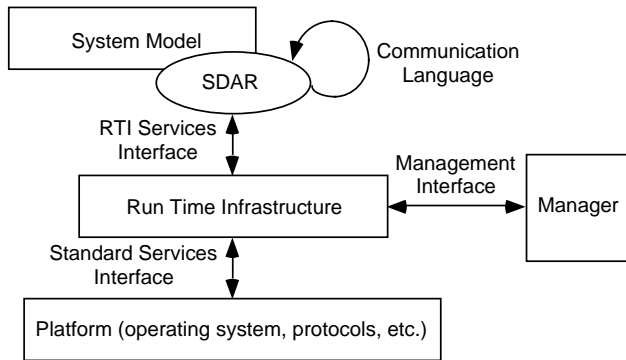 System Model
SDAR
Communication
Language
RTI Services
Interface
Management
Interface
Run Time Infrastructure
Manager
Standard Services
Interface
Platform (operating system, protocols, etc.)